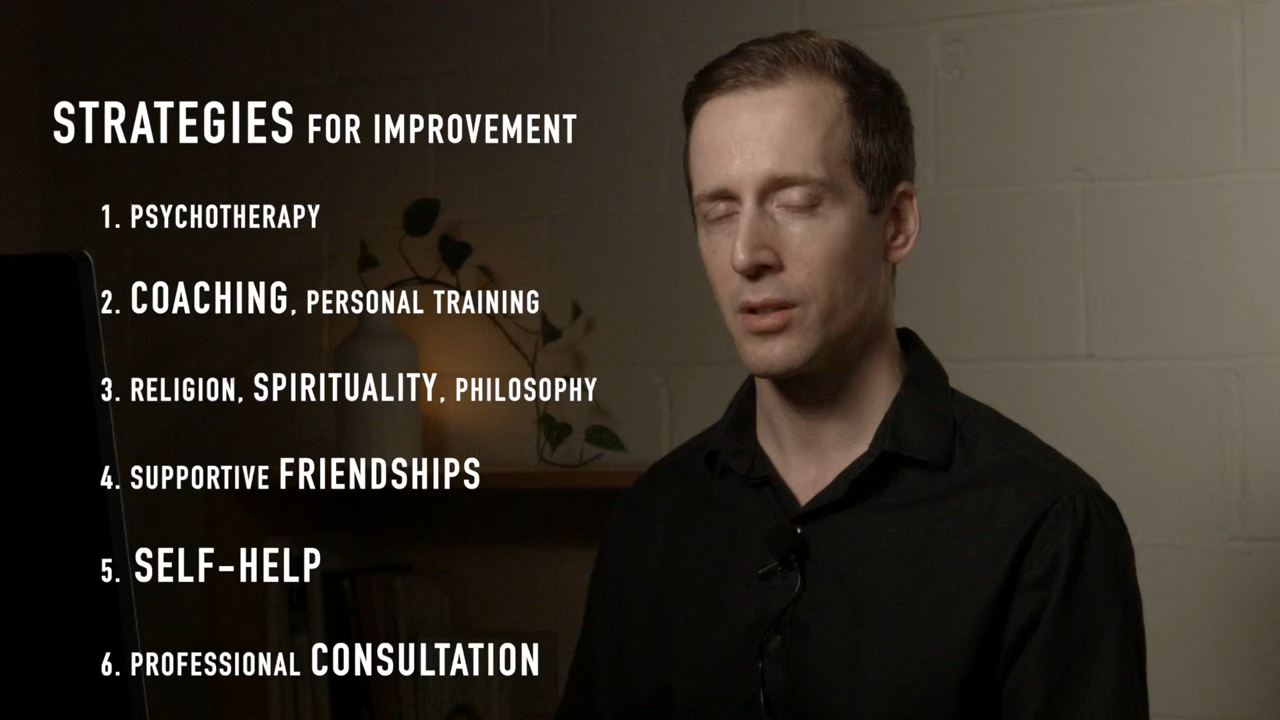 STRATEGIES FOR IMPROVEMENT
1. PSYCHOTHERAPY
2. COACHING, PERSONAL TRAINING
3. RELIGION, SPIRITUALITY, PHILOSOPHY
4. SUPPORTIVE FRIENDSHIPS
5. SELF-HELP
6. PROFESSIONAL CONSULTATION